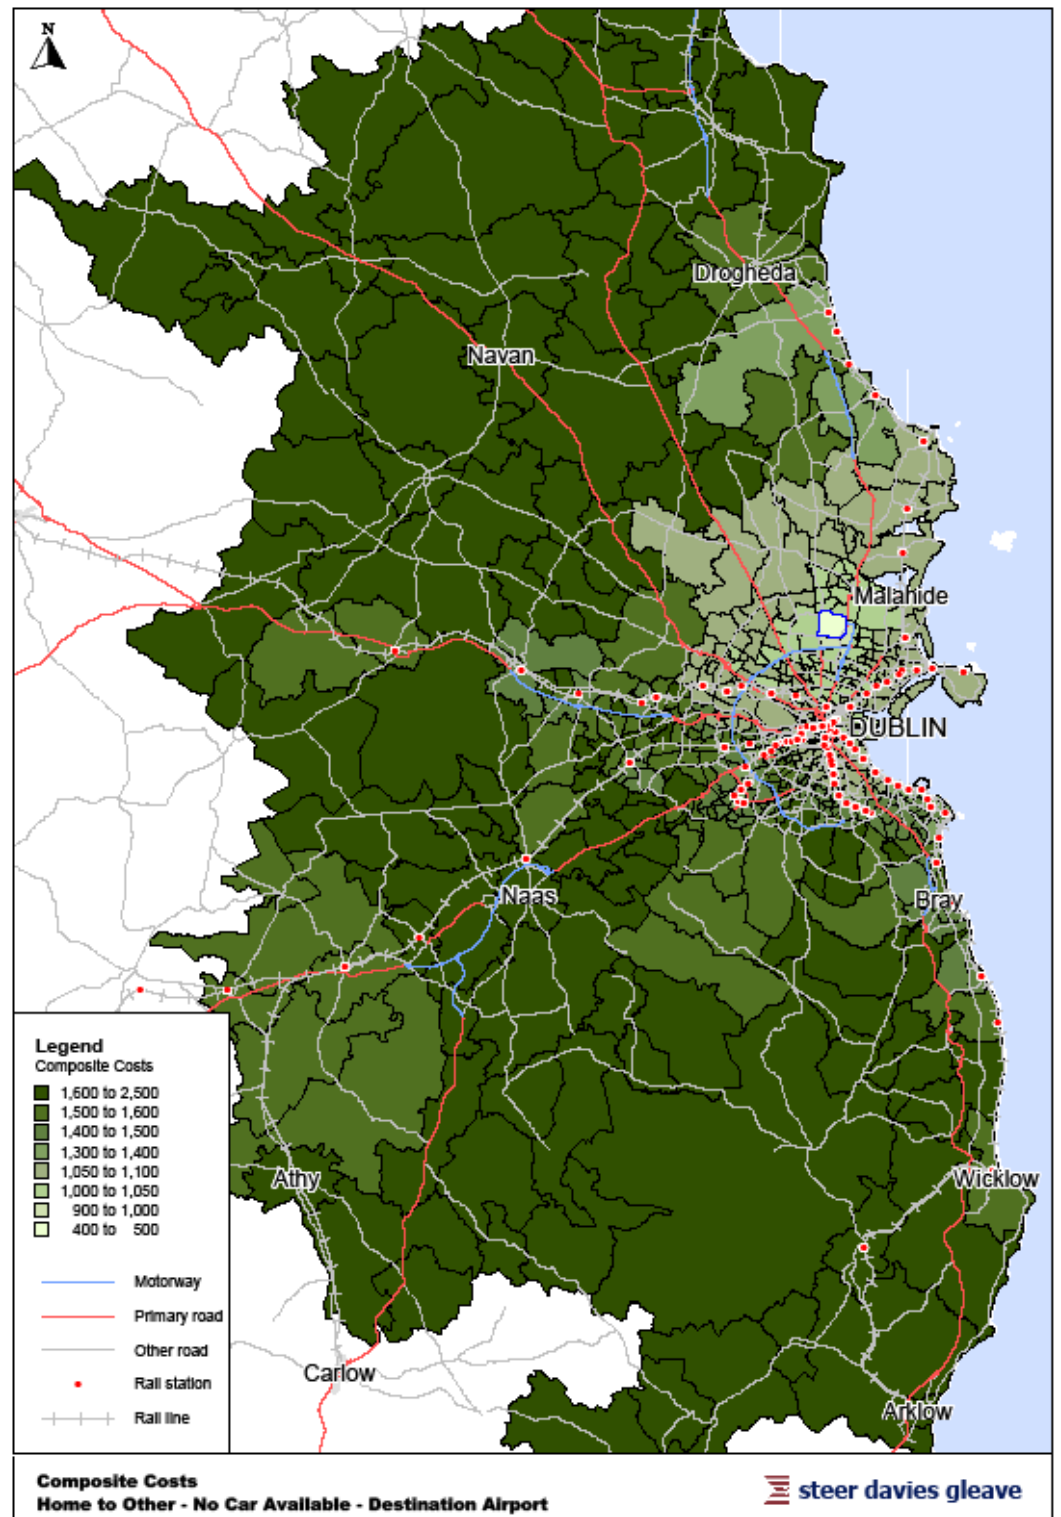 N
Drogheda
Navan
Malahide
DUBLIN
Naas
Bray
Athy
Wicklow
Carlow
Arklow
Legend
Composite Costs
1,600 to 2,500
1,500 to 1,600
1,400 to 1,500
1,300 to 1,400
1,050 to 1,100
1,000 to 1,050
900 to 1,000
400 to 500
Motorway
Primary road
Other road
Rail station
Rail line
Composite Costs
Home to Other - No Car Available - Destination Airport
steer davies gleave